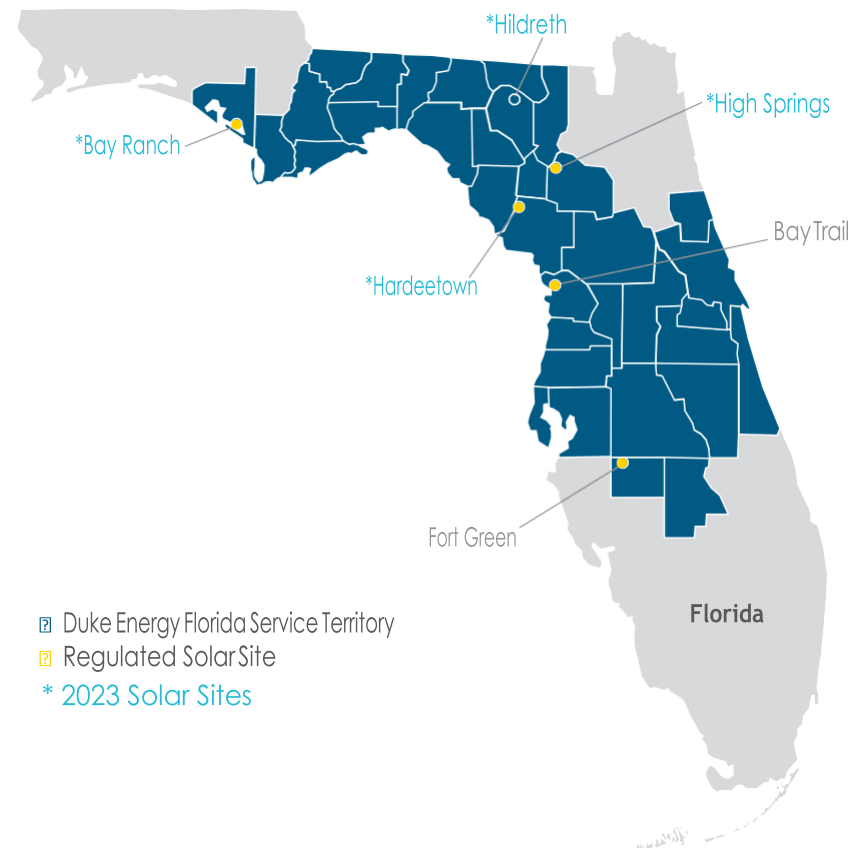 *Hildreth
*High Springs
*Bay Ranch
Bay Trail
*Hardeetown
Fort Green
Florida
Duke Energy Florida Service Territory
Regulated Solar Site
* 2023 Solar Sites